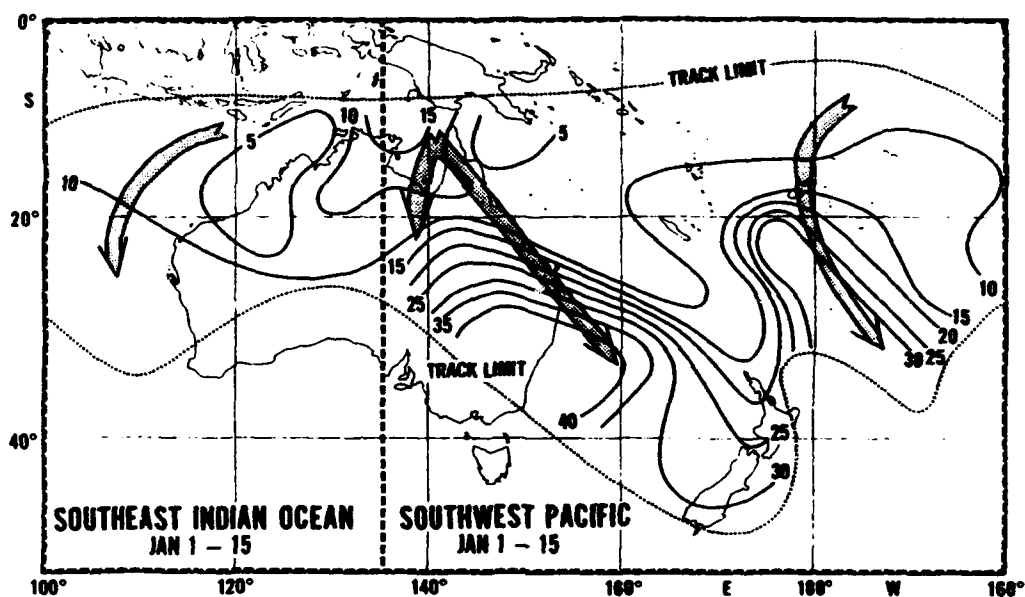 0°
TRACK LIMIT
S
5
10
15
5
10
20°
15
25
35
10
15
20
30 25
TRACK LIMIT
40
40°
25
30
SOUTHEAST INDIAN OCEAN
JAN 1 – 15
SOUTHWEST PACIFIC
JAN 1 – 15
100°
120°
140°
160°
E
180°
W
160°